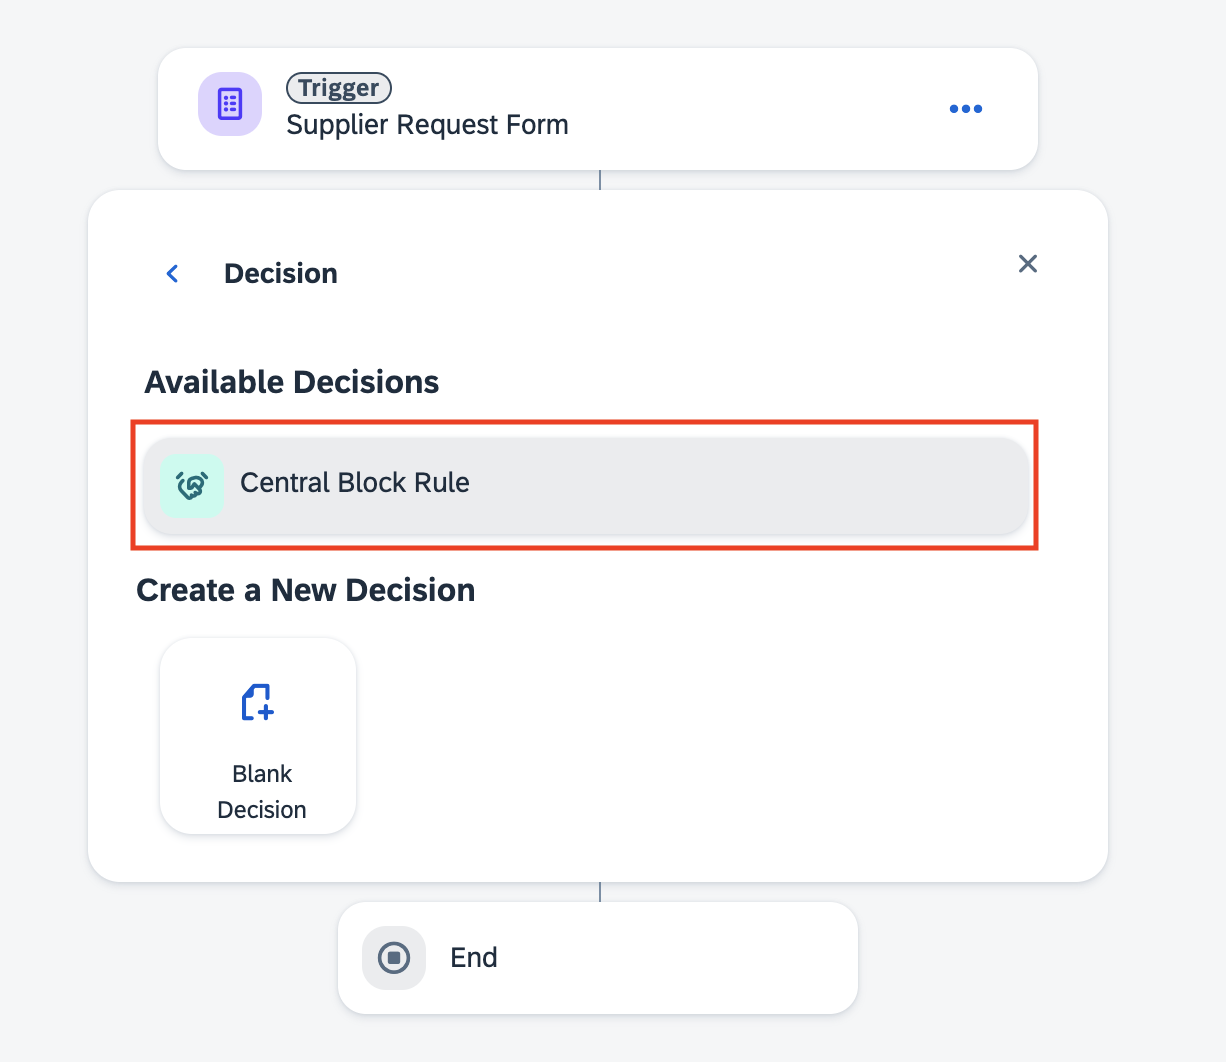 Trigger
Supplier Request Form
Decision
Available Decisions
Central Block Rule
Create a New Decision
Blank
Decision
End